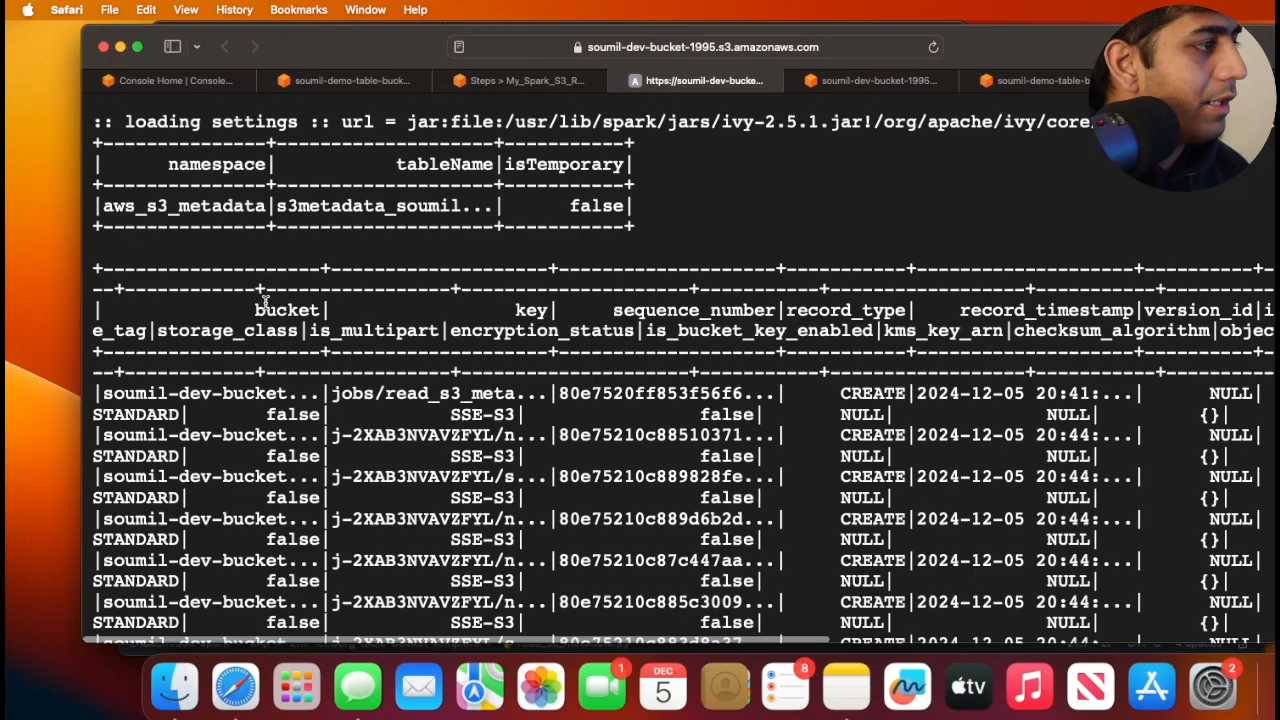 Safari File Edit View History Bookmarks Window Help
soumil-dev-bucket-1995.s3.amazonaws.com
Console Home | Console... soumil-demo-table-buck... Steps > My_Spark_S3_R... A https://soumil-dev-bucke... soumil-dev-bucket-1995... soumil-demo-table-b
:: loading settings :: url = jar:file:/usr/lib/spark/jars/ivy-2.5.1.jar!/org/apache/ivy/core
+---------------+--------------------+-----------+
| namespace| tableName|isTemporary|
+---------------+--------------------+-----------+
|aws_s3_metadata|s3metadata_soumil...| false|
+---------------+--------------------+-----------+
+--------------------+--------------------+--------------------+-----------+--------------------+----------+-
--+------------+---------------+---------------------+---------------------+-----------+------------------+-----
| bucket| key| sequence_number|record_type| record_timestamp|version_id|i
e_tag|storage_class|is_multipart|encryption_status|is_bucket_key_enabled|kms_key_arn|checksum_algorithm|objec
+--------------------+--------------------+--------------------+-----------+--------------------+----------+-
--+------------+---------------+---------------------+---------------------+-----------+------------------+-----
|soumil-dev-bucket...|jobs/read_s3_meta...|80e7520ff853f56f6...| CREATE|2024-12-05 20:41:...| NULL|
STANDARD| false| SSE-S3| false| NULL| NULL| {}|
|soumil-dev-bucket...|j-2XAB3NVAVZFYL/n...|80e75210c88510371...| CREATE|2024-12-05 20:44:...| NULL|
STANDARD| false| SSE-S3| false| NULL| NULL| {}|
|soumil-dev-bucket...|j-2XAB3NVAVZFYL/s...|80e75210c889828fe...| CREATE|2024-12-05 20:44:...| NULL|
STANDARD| false| SSE-S3| false| NULL| NULL| {}|
|soumil-dev-bucket...|j-2XAB3NVAVZFYL/n...|80e75210c889d6b2d...| CREATE|2024-12-05 20:44:...| NULL|
STANDARD| false| SSE-S3| false| NULL| NULL| {}|
|soumil-dev-bucket...|j-2XAB3NVAVZFYL/n...|80e75210c87c447aa...| CREATE|2024-12-05 20:44:...| NULL|
STANDARD| false| SSE-S3| false| NULL| NULL| {}|
|soumil-dev-bucket...|j-2XAB3NVAVZFYL/n...|80e75210c885c3009...| CREATE|2024-12-05 20:44:...| NULL|
STANDARD| false| SSE-S3| false| NULL| NULL| {}|
1 DEC 5 8 tv 2